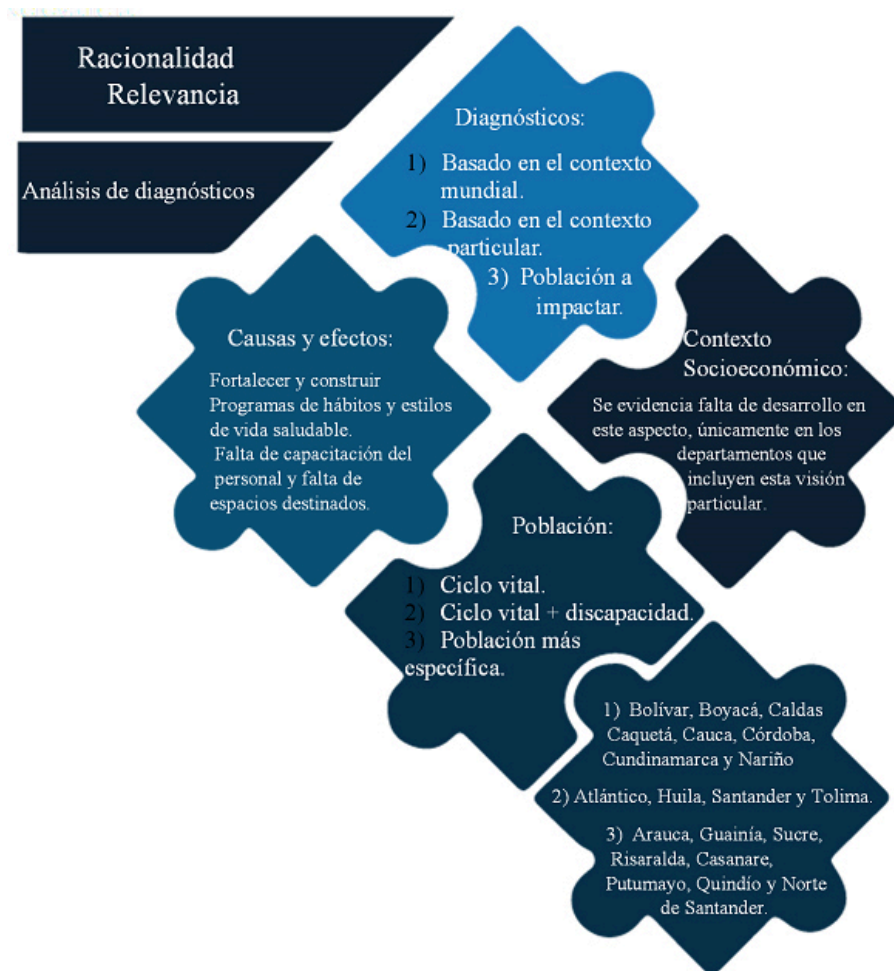 Racionalidad
Relevancia
Análisis de diagnósticos
Diagnósticos:
1) Basado en el contexto
mundial.
2) Basado en el contexto
particular.
3) Población a
impactar.
Causas y efectos:
Fortalecer y construir
Programas de hábitos y estilos
de vida saludable.
Falta de capacitación del
personal y falta de
espacios destinados.
Contexto
Socioeconómico:
Se evidencia falta de desarrollo en
este aspecto, únicamente en los
departamentos que
incluyen esta visión
particular.
Población:
1) Ciclo vital.
2) Ciclo vital + discapacidad.
3) Población más
específica.
1) Bolívar, Boyacá, Caldas
Caquetá, Cauca, Córdoba,
Cundinamarca y Nariño
2) Atlántico, Huila, Santander y Tolima.
3) Arauca, Guainía, Sucre,
Risaralda, Casanare,
Putumayo, Quindío y Norte
de Santander.